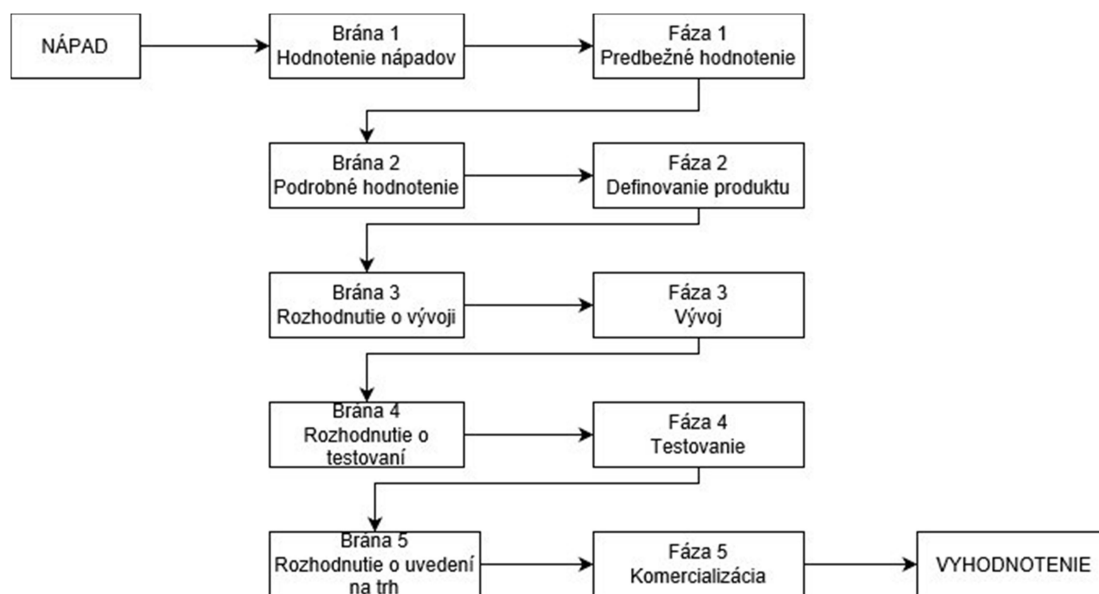 NÁPAD
Brána 1
Hodnotenie nápadov
Fáza 1
Predbežné hodnotenie
Brána 2
Podrobné hodnotenie
Fáza 2
Definovanie produktu
Brána 3
Rozhodnutie o vývoji
Fáza 3
Vývoj
Brána 4
Rozhodnutie o
testovaní
Fáza 4
Testovanie
Brána 5
Rozhodnutie o uvedení
na trh
Fáza 5
Komercializácia
VYHODNOTENIE